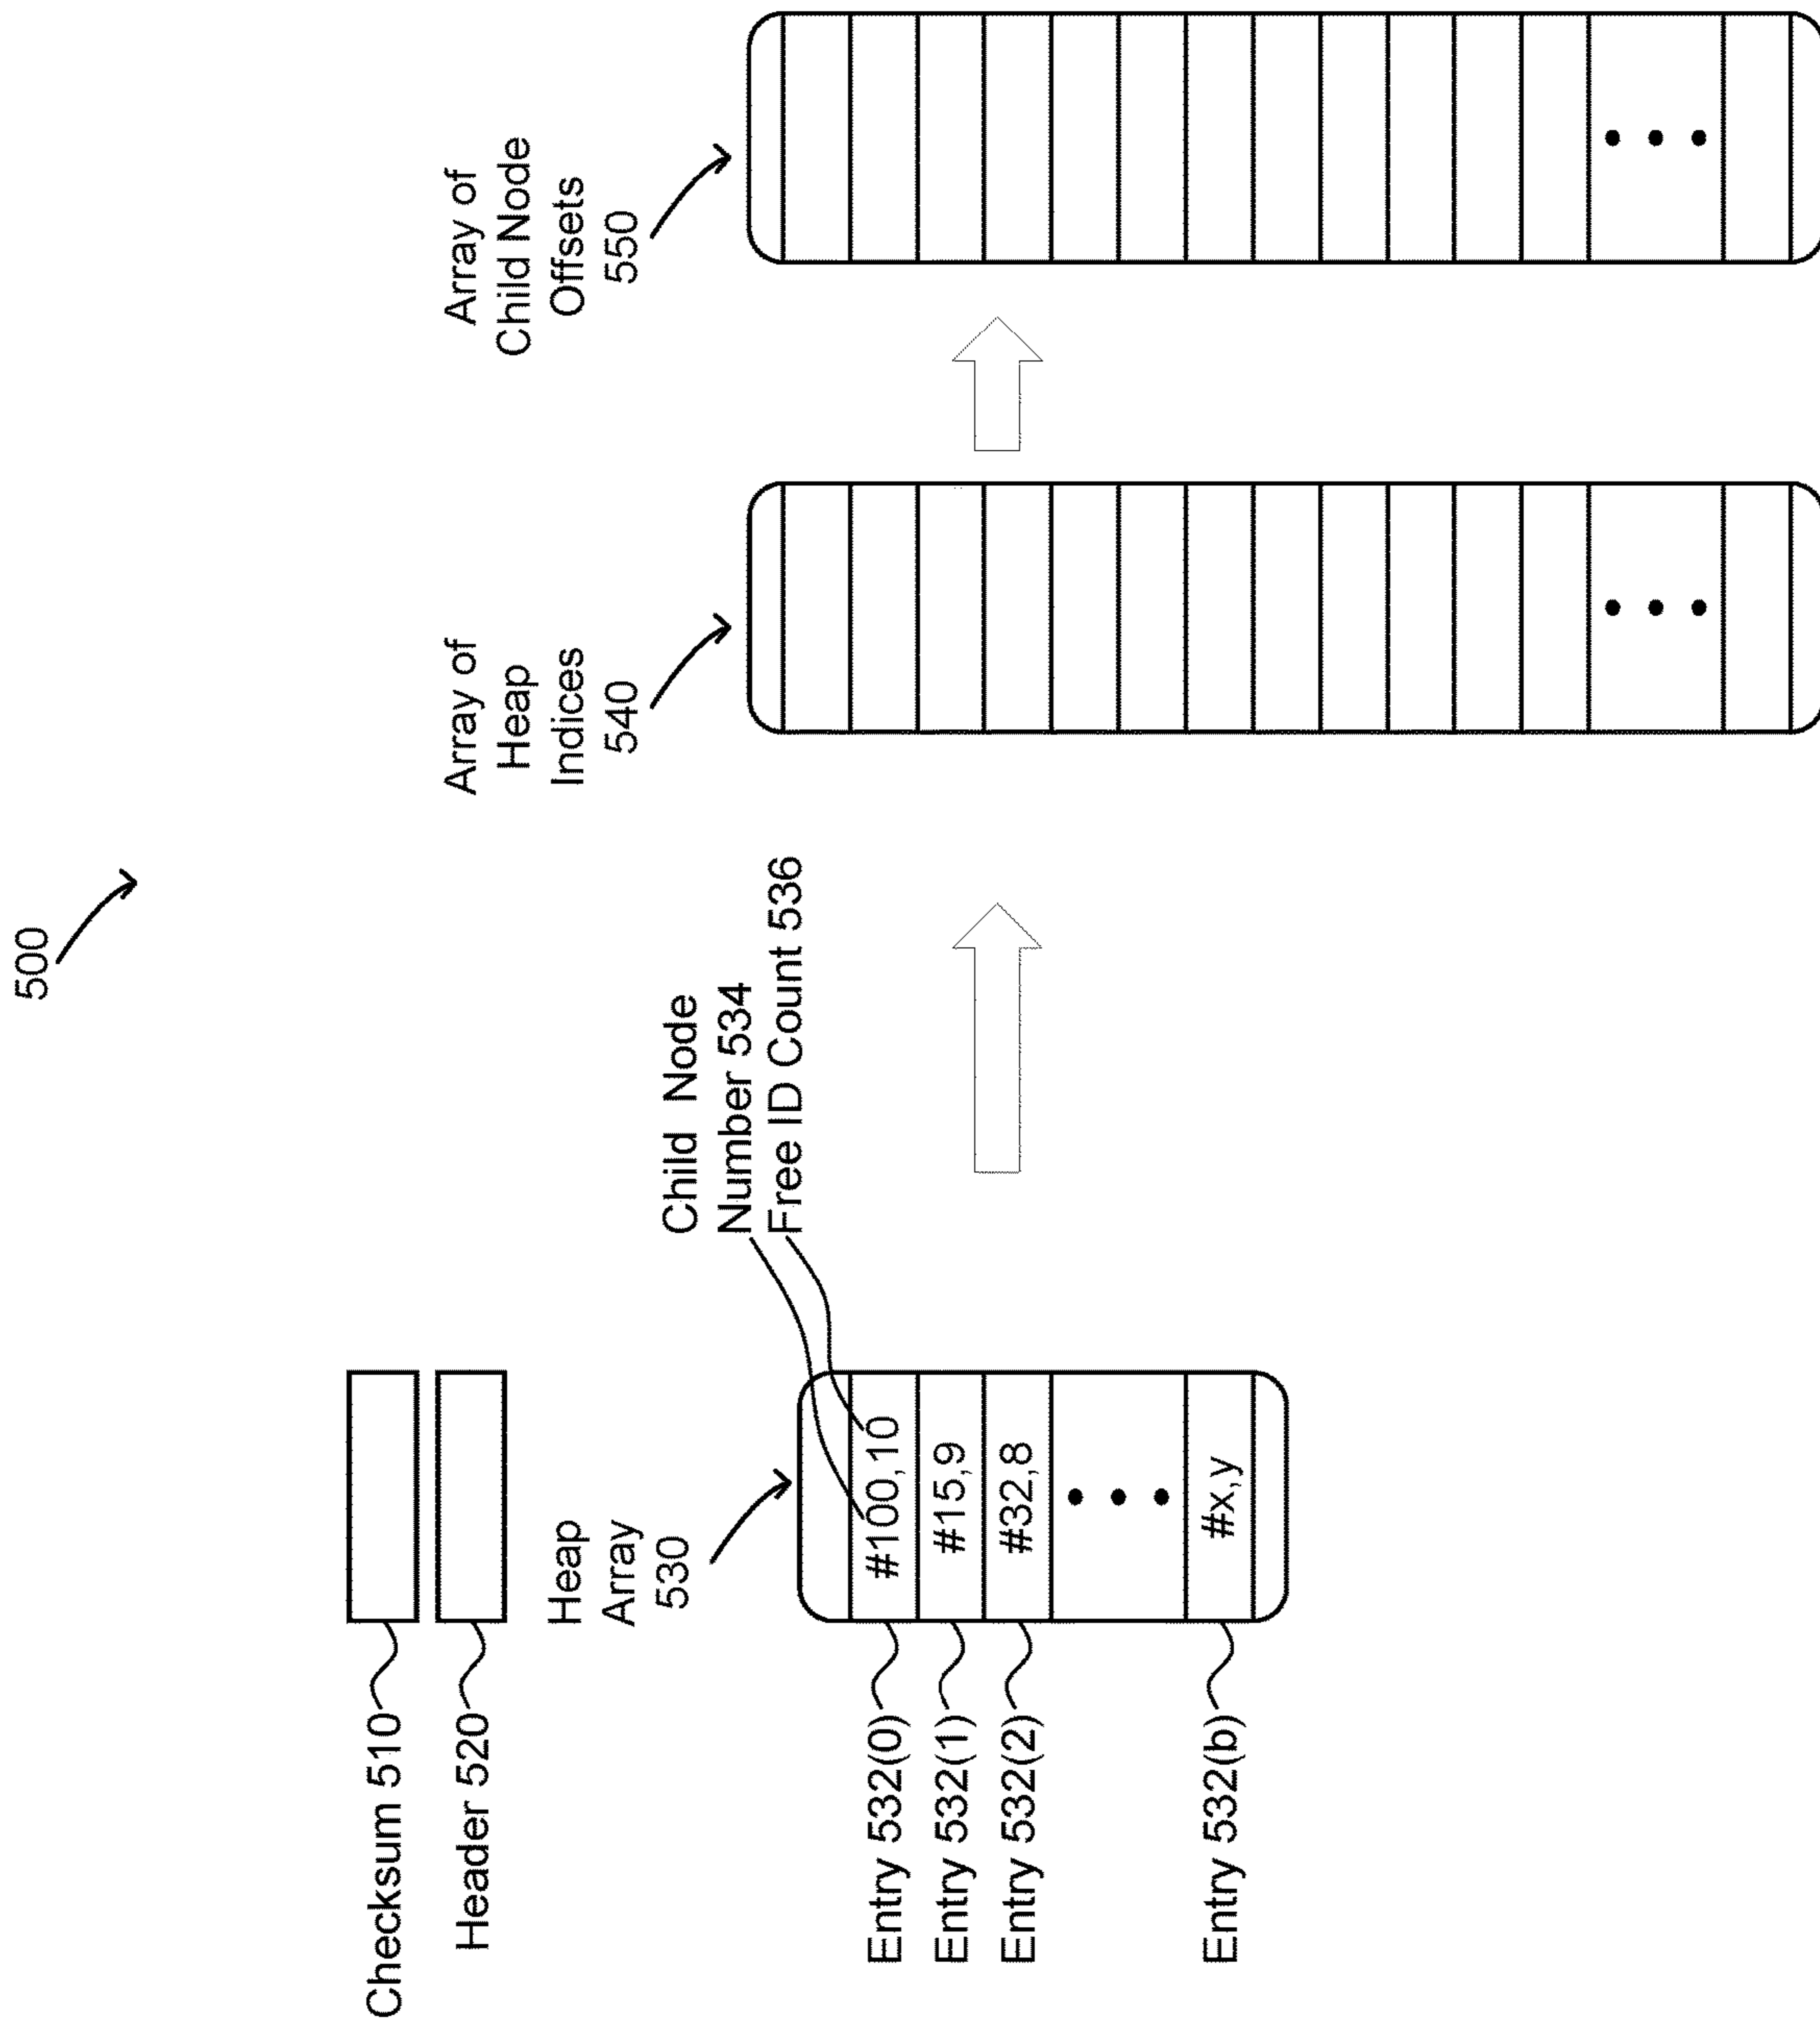 500
Checksum 510
Header 520
Heap
Array
530
Child Node
Number 534
Free ID Count 536
Array of
Heap
Indices
540
Array of
Child Node
Offsets
550
Entry 532(0)
#100,10
Entry 532(1)
#15,9
Entry 532(2)
#32,8
Entry 532(b)
#x,y